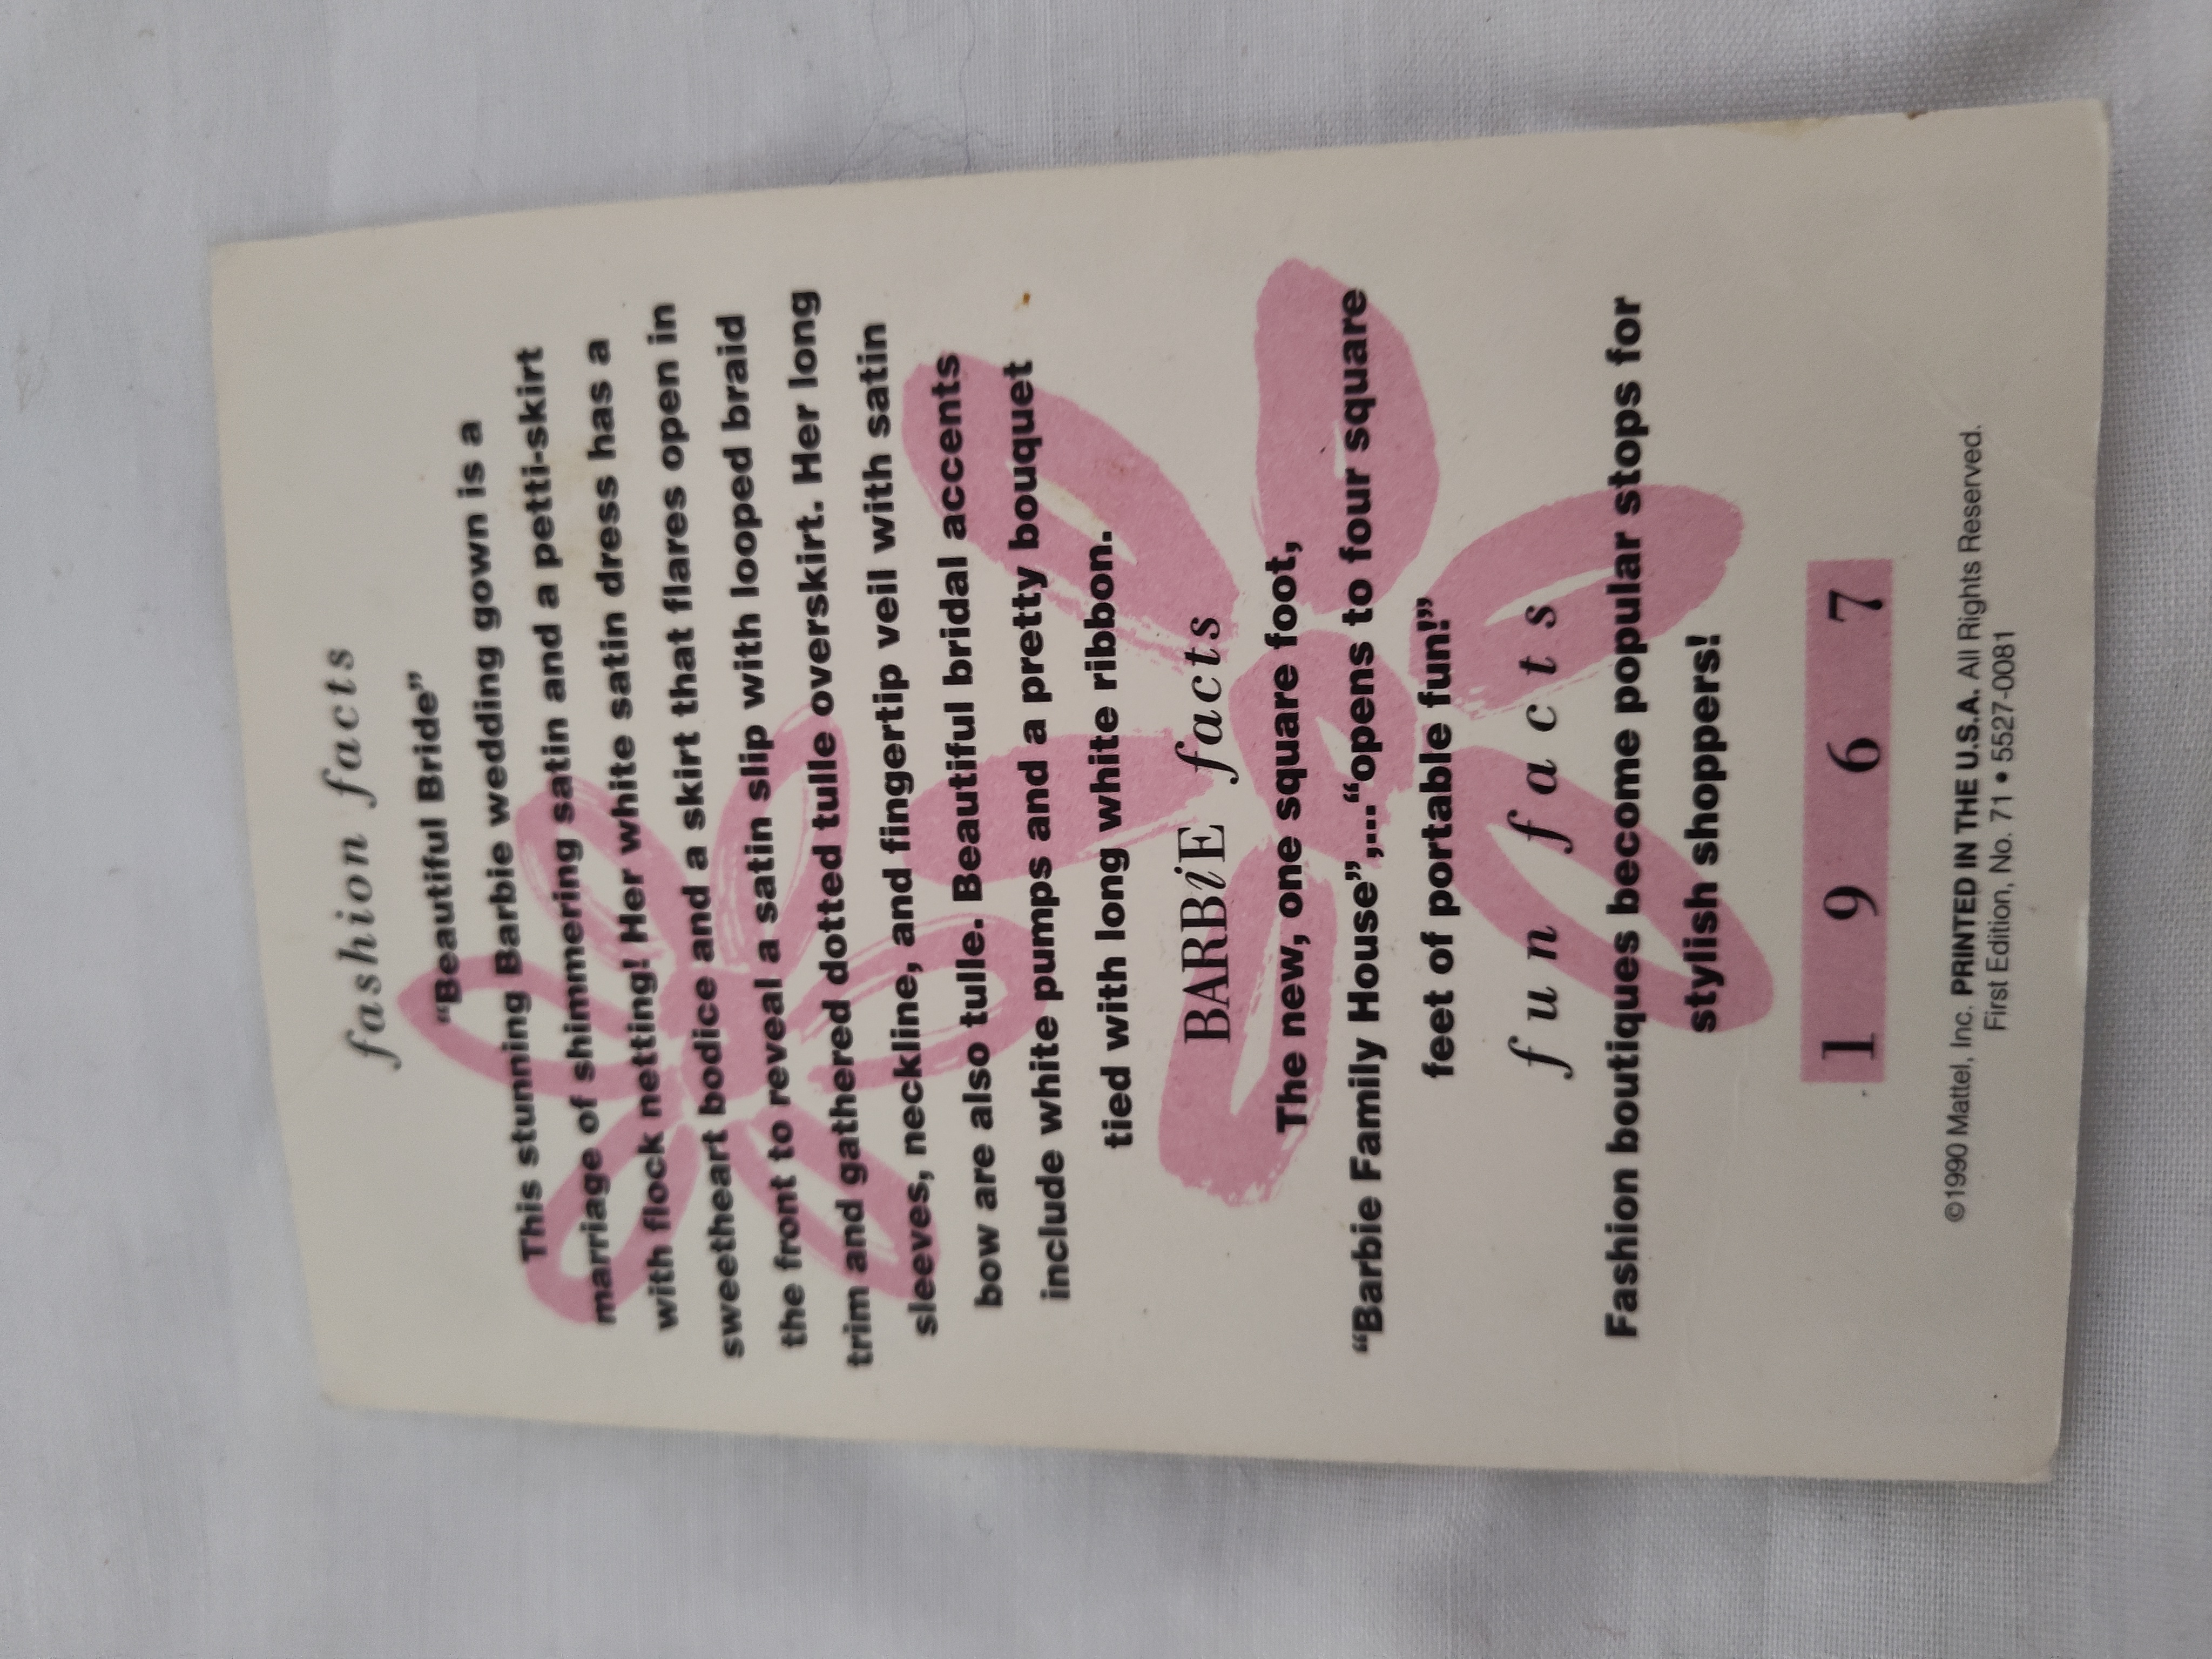 fashion facts
“Beautiful Bride”
This stunning Barbie wedding gown is a
marriage of shimmering satin and a petti-skirt
with flock netting! Her white satin dress has a
sweetheart bodice and a skirt that flares open in
the front to reveal a satin slip with looped braid
trim and gathered dotted tulle overskirt. Her long
sleeves, neckline, and fingertip veil with satin
bow are also tulle. Beautiful bridal accents
include white pumps and a pretty bouquet
tied with long white ribbon.
BARBiE facts
The new, one square foot,
“Barbie Family House”,...“opens to four square
feet of portable fun!”
fun facts
Fashion boutiques become popular stops for
stylish shoppers!
1 9 6 7
©1990 Mattel, Inc. PRINTED IN THE U.S.A. All Rights Reserved.
First Edition, No. 71 • 5527-0081